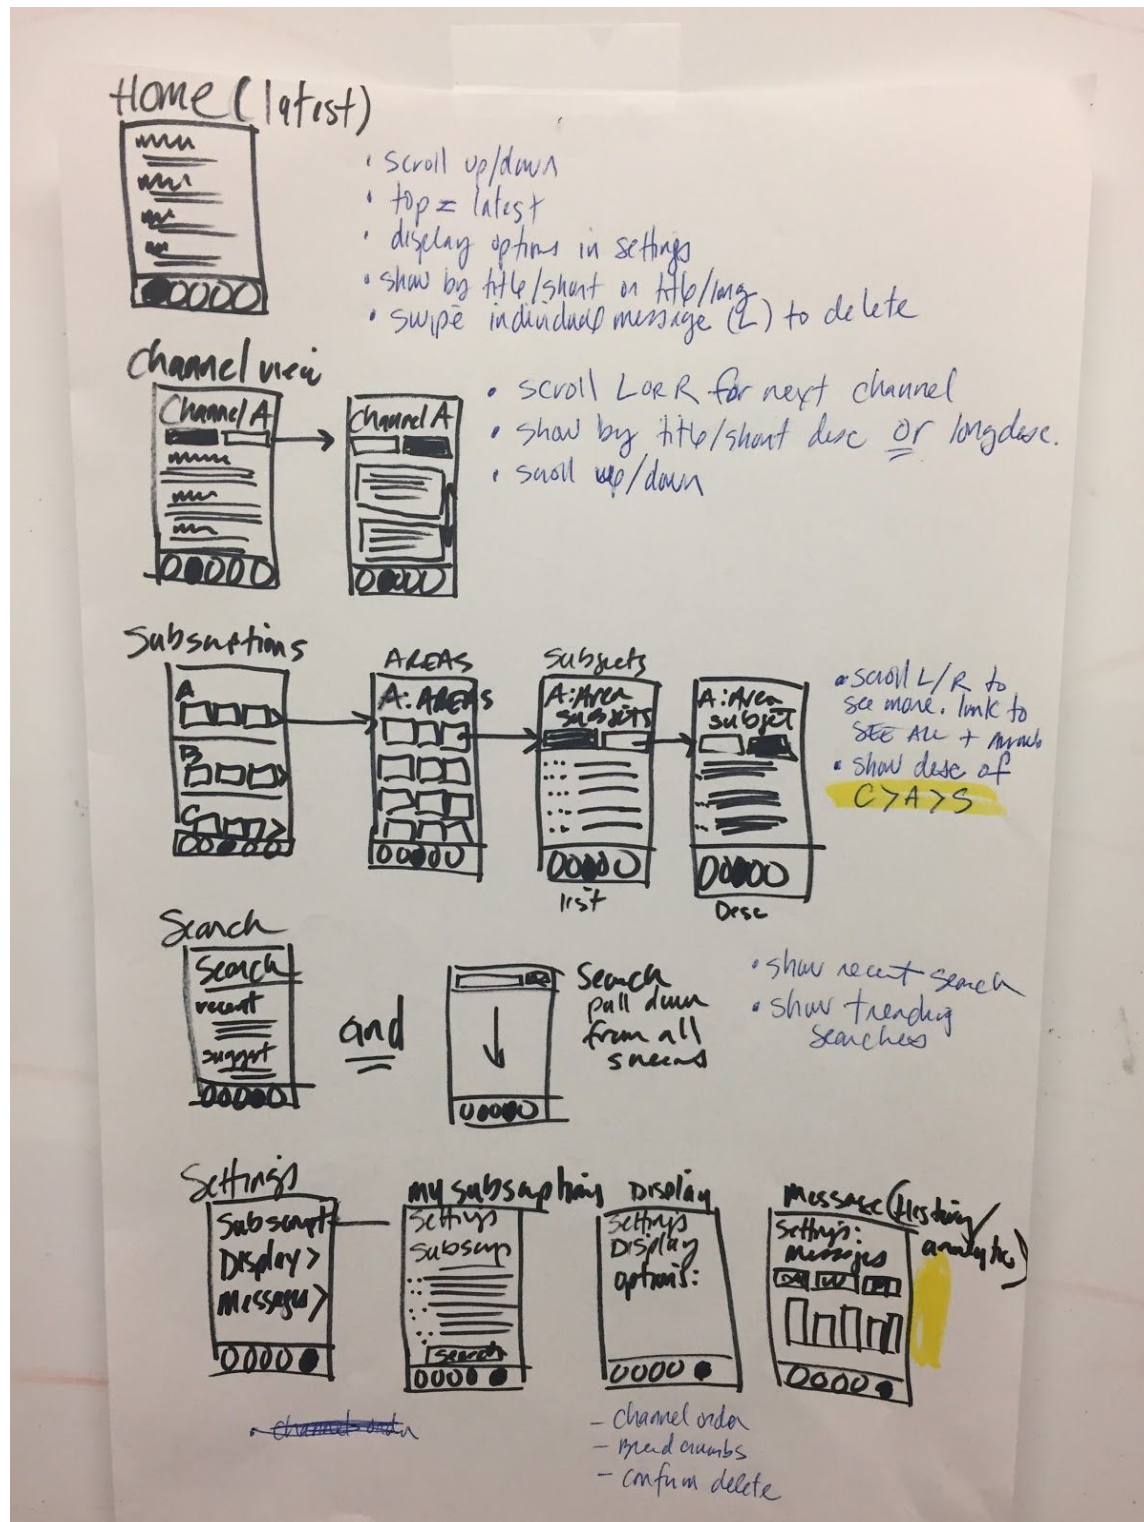 Home (latest)
• scroll up/down
• top = latest
• display options in settings
• show by title/short or title/long
• swipe individual message (L) to delete
Channel view
Channel A
Channel A
• scroll L or R for next channel
• show by title/short desc or long desc.
• scroll up/down
Subscriptions
A
B
C
AREAS
A: AREAS
Subjects
A: Area
subjects
list
A: Area
subject
Desc
• scroll L/R to
see more. link to
SEE ALL +
• show desc of
C > A > S
Search
Search
recent
suggest
and
Search
pull down
from all
screens
• show recent search
• show trending
searches
Settings
Subscript
Display >
messages >
my subscriptions
Settings
Subscrip
search
Display
Settings
Display
options:
message (History/
analytic)
Settings:
messages
• channel order
- Channel order
- Bread crumbs
- confirm delete